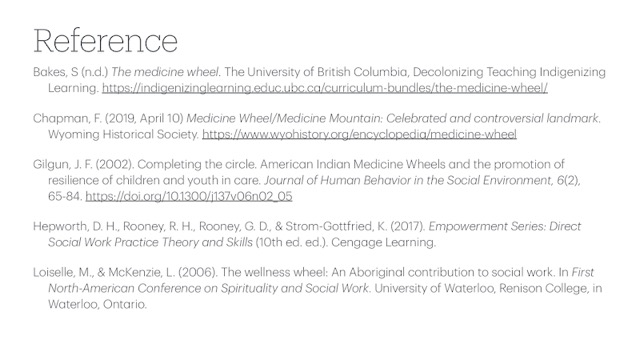 Reference
Bakes, S (n.d.) The medicine wheel. The University of British Columbia, Decolonizing Teaching Indigenizing
Learning. https://indigenizinglearning.educ.ubc.ca/curriculum-bundles/the-medicine-wheel/
Chapman, F. (2019, April 10) Medicine Wheel/Medicine Mountain: Celebrated and controversial landmark.
Wyoming Historical Society. https://www.wyohistory.org/encyclopedia/medicine-wheel
Gilgun, J. F. (2002). Completing the circle. American Indian Medicine Wheels and the promotion of
resilience of children and youth in care. Journal of Human Behavior in the Social Environment, 6(2),
65-84. https://doi.org/10.1300/j137v06n02_05
Hepworth, D. H., Rooney, R. H., Rooney, G. D., & Strom-Gottfried, K. (2017). Empowerment Series: Direct
Social Work Practice Theory and Skills (10th ed. ed.). Cengage Learning.
Loiselle, M., & McKenzie, L. (2006). The wellness wheel: An Aboriginal contribution to social work. In First
North-American Conference on Spirituality and Social Work. University of Waterloo, Renison College, in
Waterloo, Ontario.